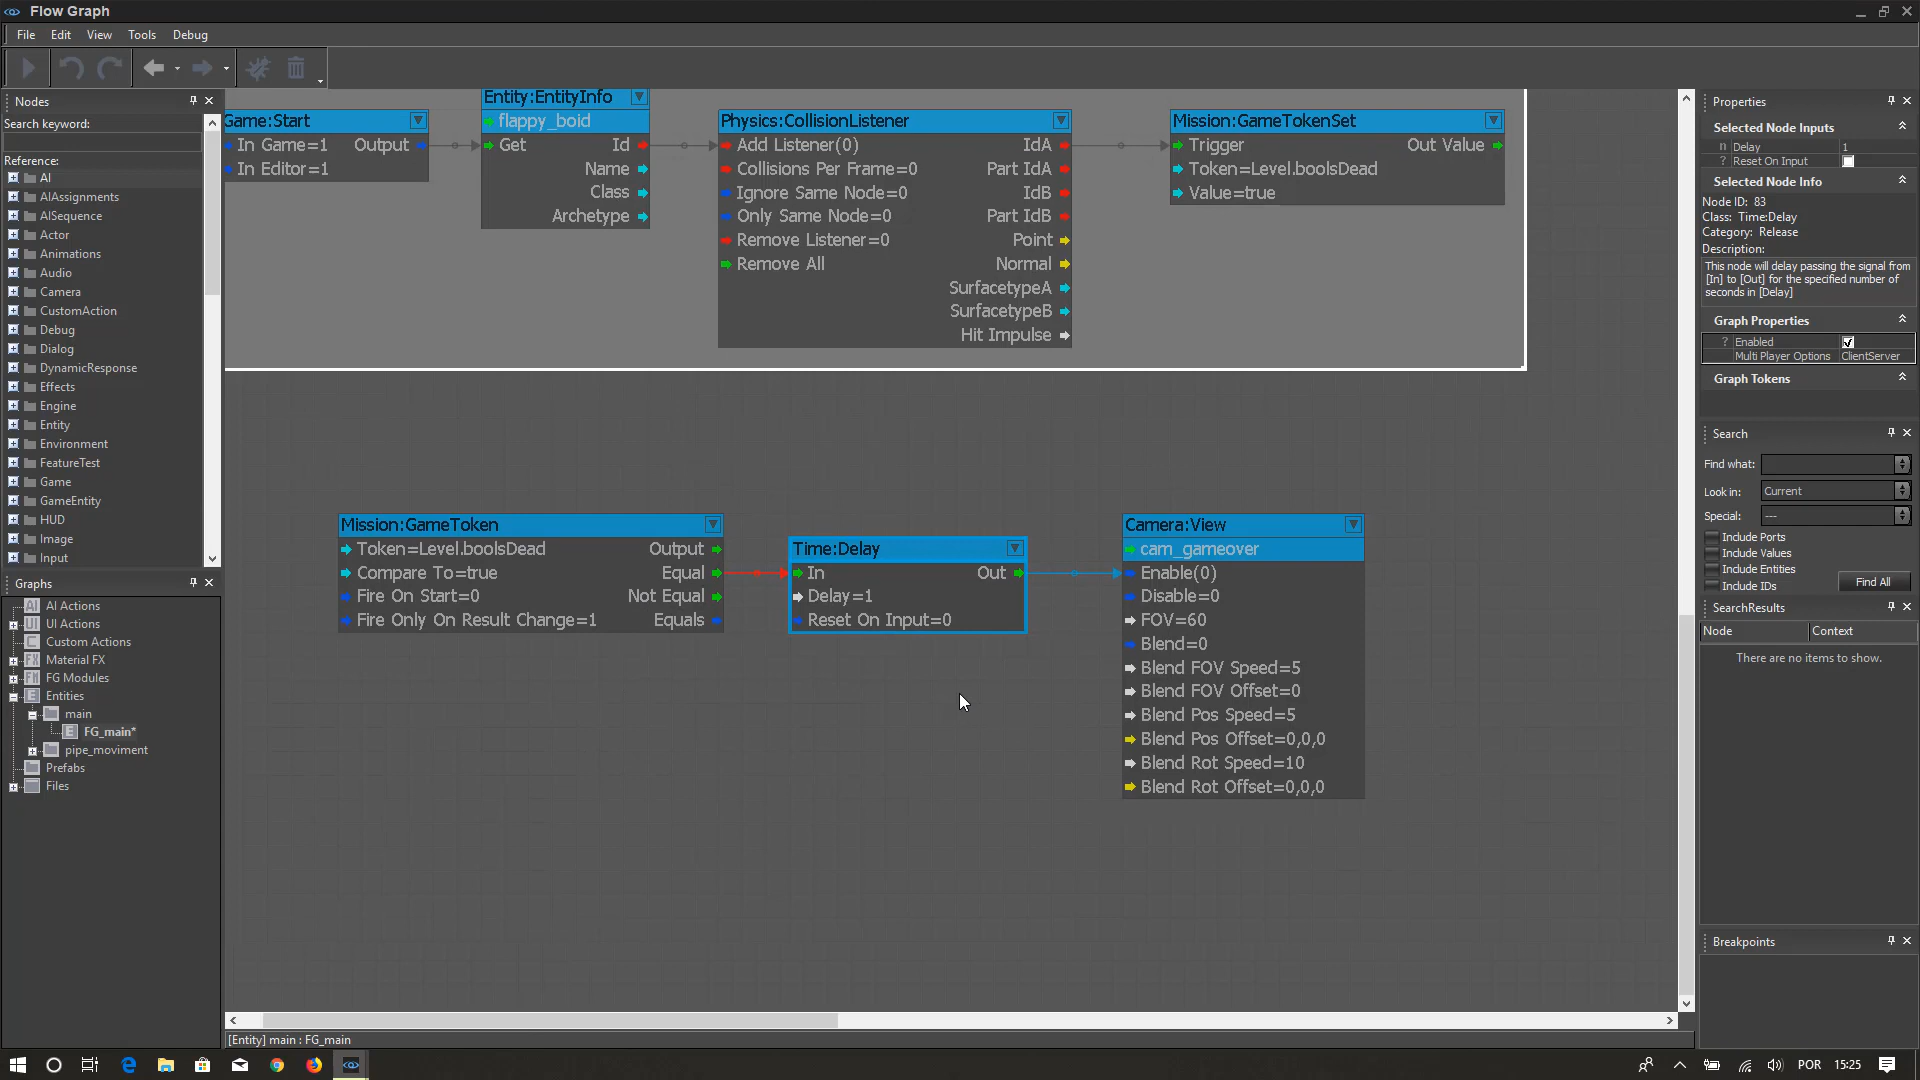 Flow Graph
File Edit View Tools Debug
Nodes
Search keyword:
Reference:
AI
AIAssignments
AISequence
Actor
Animations
Audio
Camera
CustomAction
Debug
Dialog
DynamicResponse
Effects
Engine
Entity
Environment
FeatureTest
Game
GameEntity
HUD
Image
Input
Graphs
AI Actions
UI Actions
Custom Actions
Material FX
FG Modules
Entities
main
FG_main*
pipe_moviment
Prefabs
Files
Game:Start
In Game=1 Output
In Editor=1
Entity:EntityInfo
flappy_boid
Get Id
Name
Class
Archetype
Physics:CollisionListener
Add Listener(0) IdA
Collisions Per Frame=0 Part IdA
Ignore Same Node=0 IdB
Only Same Node=0 Part IdB
Remove Listener=0 Point
Remove All Normal
SurfacetypeA
SurfacetypeB
Hit Impulse
Mission:GameTokenSet
Trigger Out Value
Token=Level.boolsDead
Value=true
Mission:GameToken
Token=Level.boolsDead Output
Compare To=true Equal
Fire On Start=0 Not Equal
Fire Only On Result Change=1 Equals
Time:Delay
In Out
Delay=1
Reset On Input=0
Camera:View
cam_gameover
Enable(0)
Disable=0
FOV=60
Blend=0
Blend FOV Speed=5
Blend FOV Offset=0
Blend Pos Speed=5
Blend Pos Offset=0,0,0
Blend Rot Speed=10
Blend Rot Offset=0,0,0
[Entity] main : FG_main
Properties
Selected Node Inputs
n Delay 1
? Reset On Input
Selected Node Info
Node ID: 83
Class: Time:Delay
Category: Release
Description:
This node will delay passing the signal from
[In] to [Out] for the specified number of
seconds in [Delay]
Graph Properties
? Enabled
Multi Player Options ClientServer
Graph Tokens
Search
Find what:
Look in: Current
Special: ---
Include Ports
Include Values
Include Entities
Include IDs
Find All
SearchResults
Node Context
There are no items to show.
Breakpoints
POR 15:25